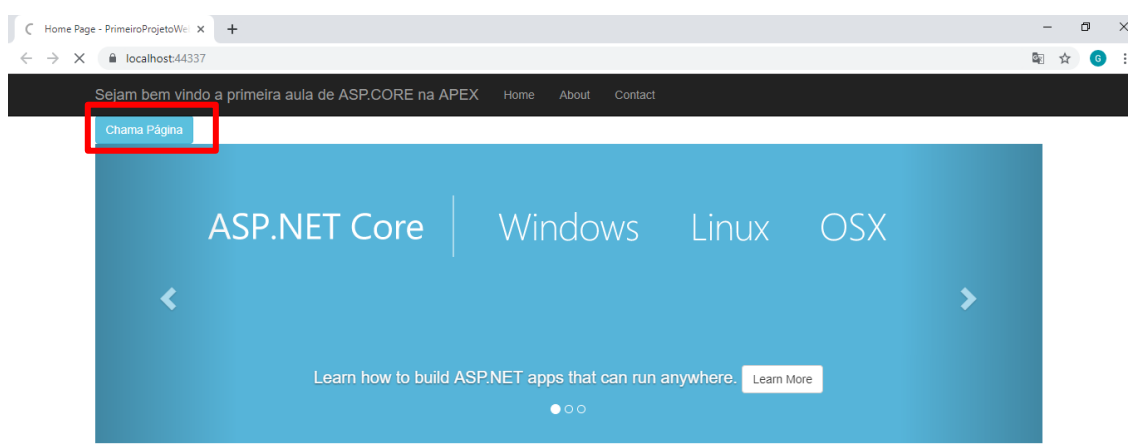 Home Page - PrimeiroProjetoWe
localhost:44337
G
Sejam bem vindo a primeira aula de ASP.CORE na APEX Home About Contact
Chama Página
ASP.NET Core Windows Linux OSX
Learn how to build ASP.NET apps that can run anywhere. Learn More